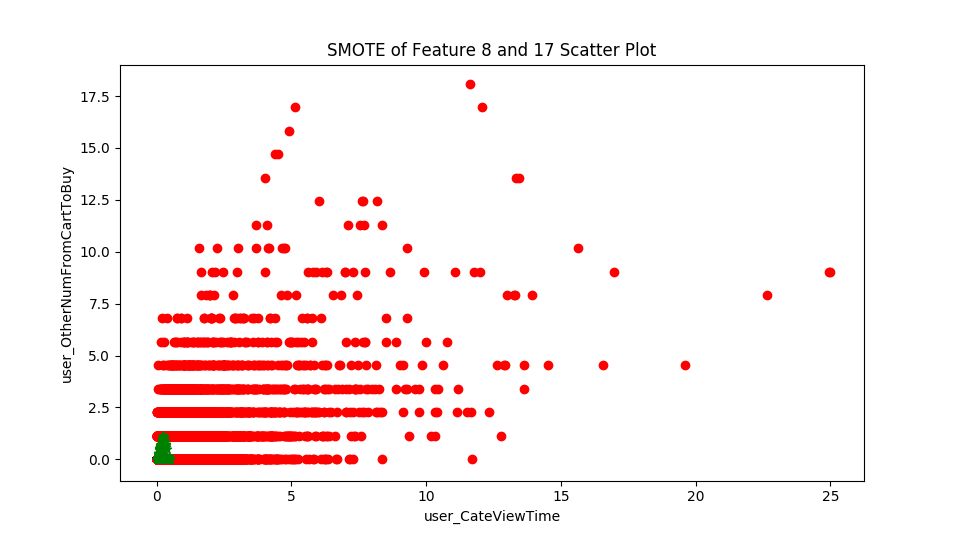 SMOTE of Feature 8 and 17 Scatter Plot
17.5
15.0
12.5
10.0
7.5
5.0
2.5
0.0
user_OtherNumFromCartToBuy
0 5 10 15 20 25
user_CateViewTime